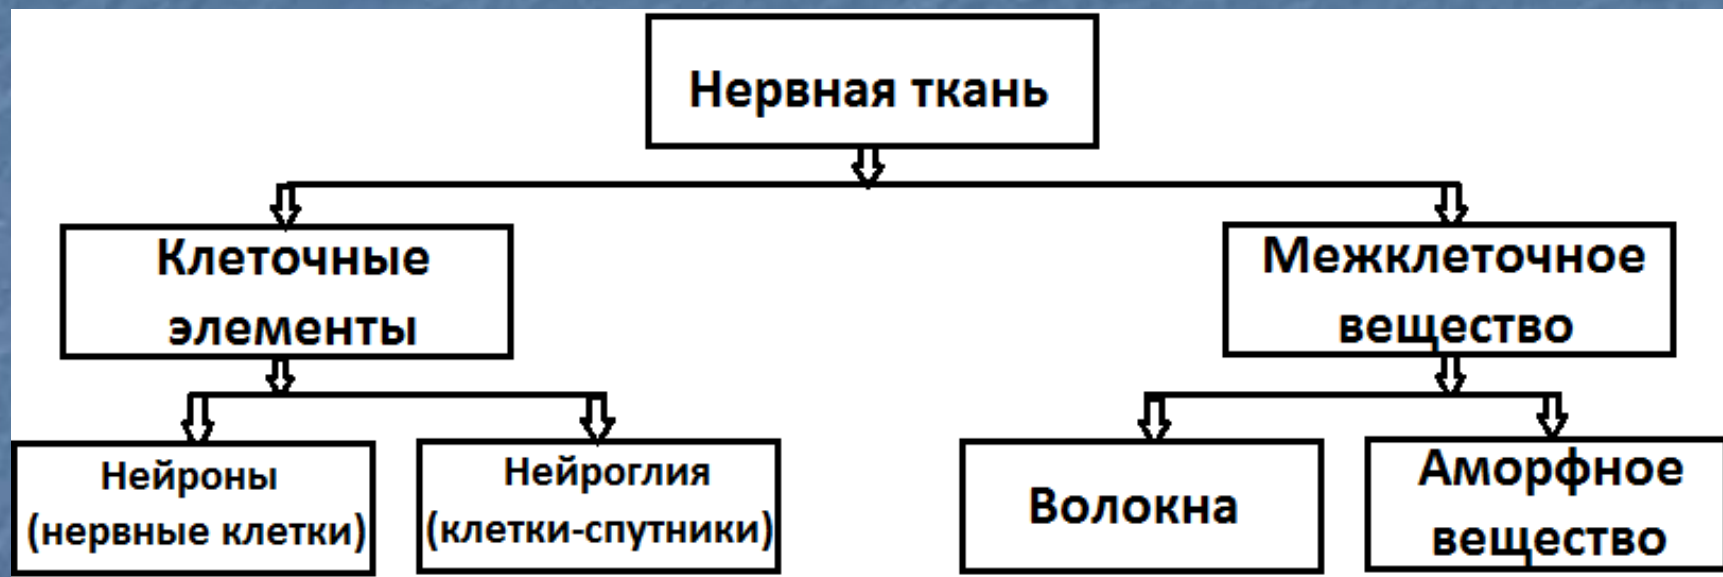 Нервная ткань
Клеточные
элементы
Межклеточное
вещество
Нейроны
(нервные клетки)
Нейроглия
(клетки-спутники)
Волокна
Аморфное
вещество